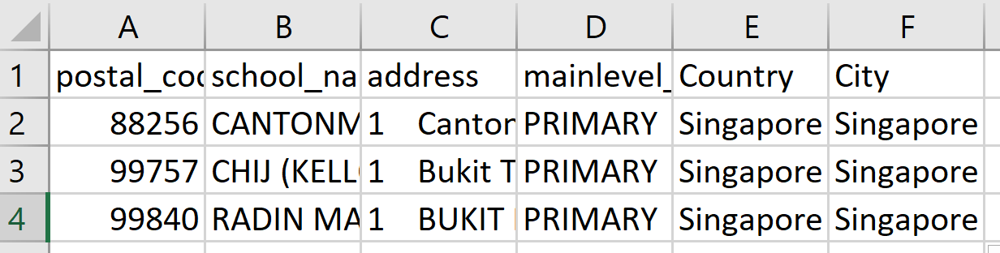 A B C D E F
1 postal_coc school_na address mainlevel_ Country City
2 88256 CANTONM 1 Canton PRIMARY Singapore Singapore
3 99757 CHIJ (KELL 1 Bukit T PRIMARY Singapore Singapore
4 99840 RADIN MA 1 BUKIT PRIMARY Singapore Singapore